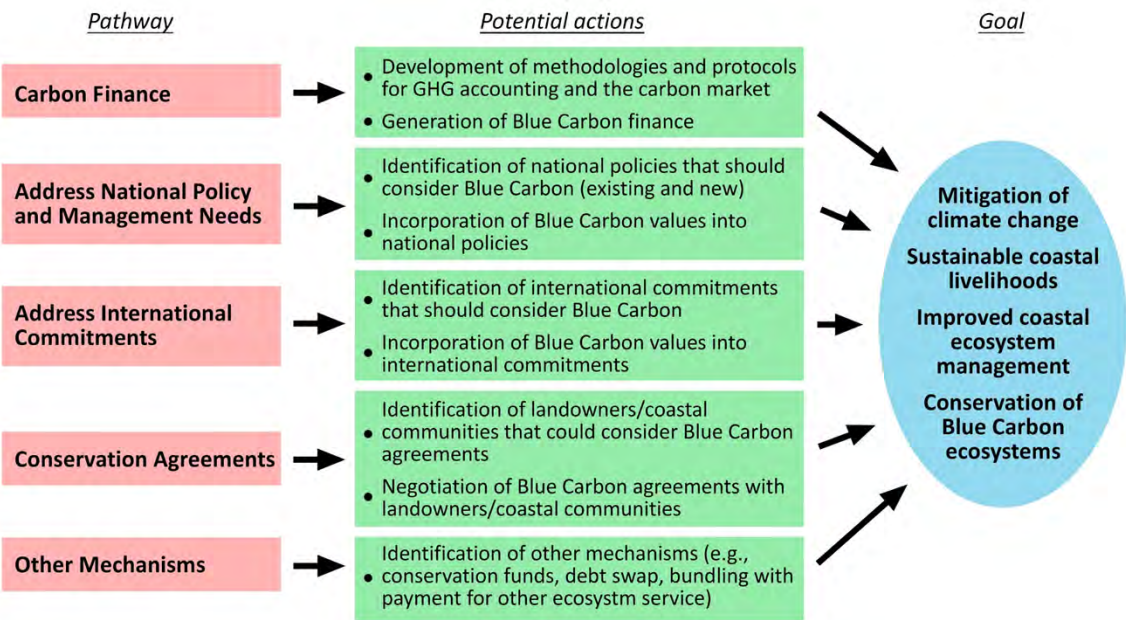 Pathway
Potential actions
Goal
Carbon Finance
• Development of methodologies and protocols
for GHG accounting and the carbon market
• Generation of Blue Carbon finance
Address National Policy
and Management Needs
• Identification of national policies that should
consider Blue Carbon (existing and new)
• Incorporation of Blue Carbon values into
national policies
Address International
Commitments
• Identification of international commitments
that should consider Blue Carbon
• Incorporation of Blue Carbon values into
international commitments
Conservation Agreements
Identification of landowners/coastal
• communities that could consider Blue Carbon
agreements
• Negotiation of Blue Carbon agreements with
landowners/coastal communities
Other Mechanisms
Identification of other mechanisms (e.g.,
• conservation funds, debt swap, bundling with
payment for other ecosystm service)
Mitigation of
climate change
Sustainable coastal
livelihoods
Improved coastal
ecosystem
management
Conservation of
Blue Carbon
ecosystems